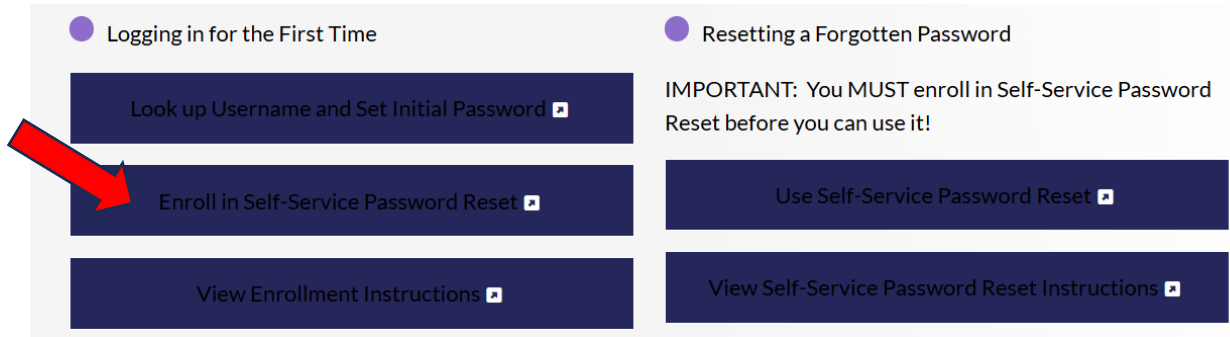 Logging in for the First Time
Look up Username and Set Initial Password
Enroll in Self-Service Password Reset
View Enrollment Instructions
Resetting a Forgotten Password
IMPORTANT:  You MUST enroll in Self-Service Password
Reset before you can use it!
Use Self-Service Password Reset
View Self-Service Password Reset Instructions